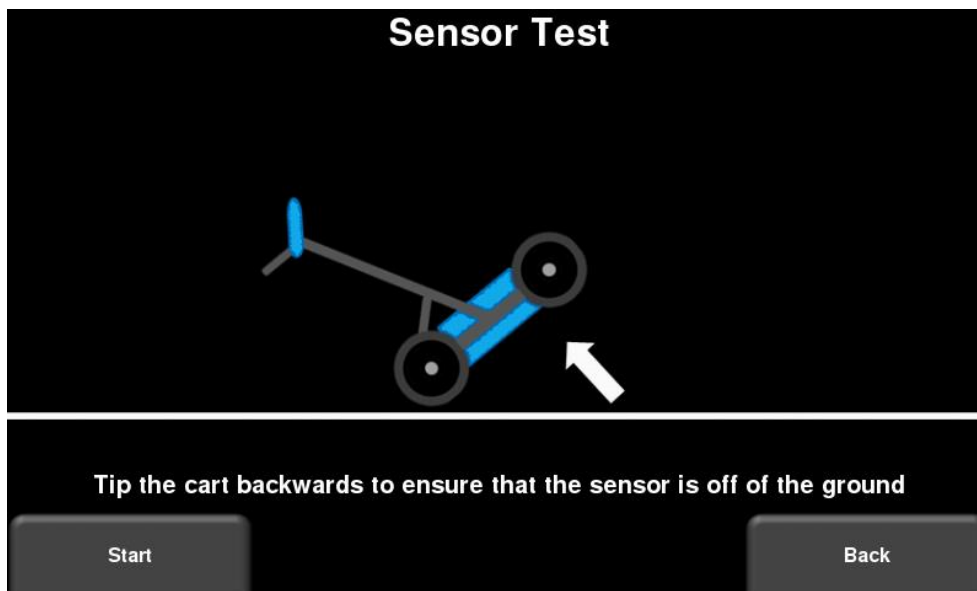 Sensor Test
Tip the cart backwards to ensure that the sensor is off of the ground
Start
Back